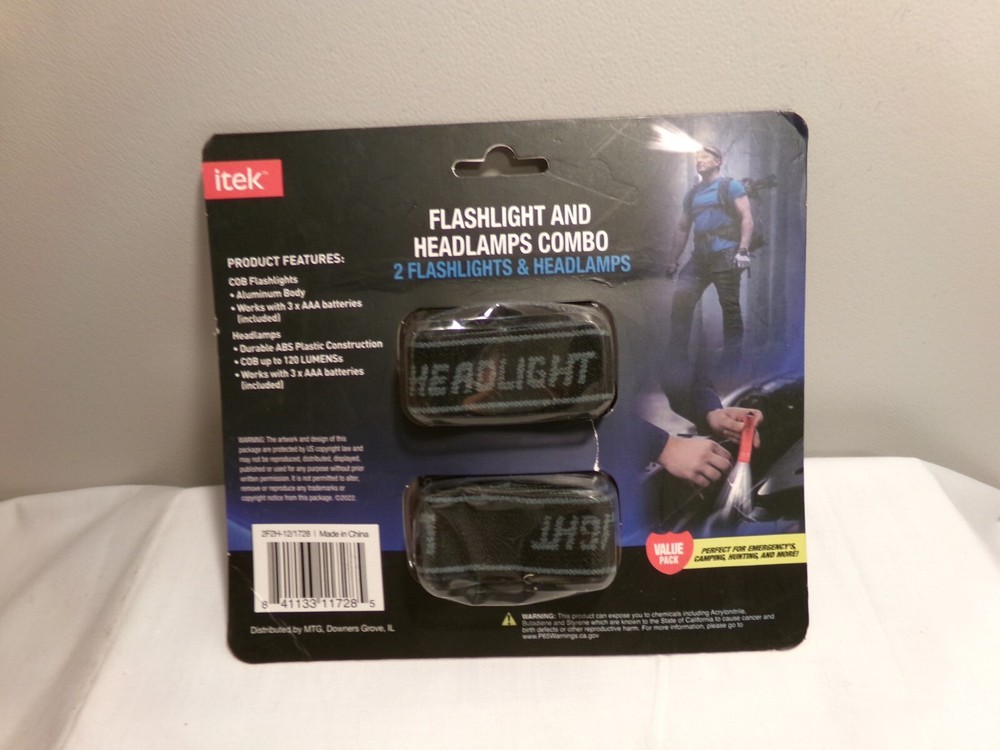 itek™
FLASHLIGHT AND
HEADLAMPS COMBO
2 FLASHLIGHTS & HEADLAMPS
PRODUCT FEATURES:
COB Flashlights
• Aluminum Body
• Works with 3 x AAA batteries
(included)
Headlamps
• Durable ABS Plastic Construction
• COB up to 120 LUMENSs
• Works with 3 x AAA batteries
(included)
HEADLIGHT
WARNING: The artwork and design of this
package are protected by US copyright law and
may not be reproduced, distributed, displayed,
published or used for any purpose without prior
written permission. It is not permitted to alter,
remove or reproduce any trademarks or
copyright notice from this package. ©2022.
IGHT
2F2H-12/1728 | Made in China
8 41133 11728 5
Distributed by MTG, Downers Grove, IL
VALUE
PACK
PERFECT FOR EMERGENCY'S,
CAMPING, HUNTING, AND MORE!
WARNING: This product can expose you to chemicals including Acrylonitrile,
Butadiene and Styrene which are known to the State of California to cause cancer and
birth defects or other reproductive harm. For more information, please go to
www.P65Warnings.ca.gov